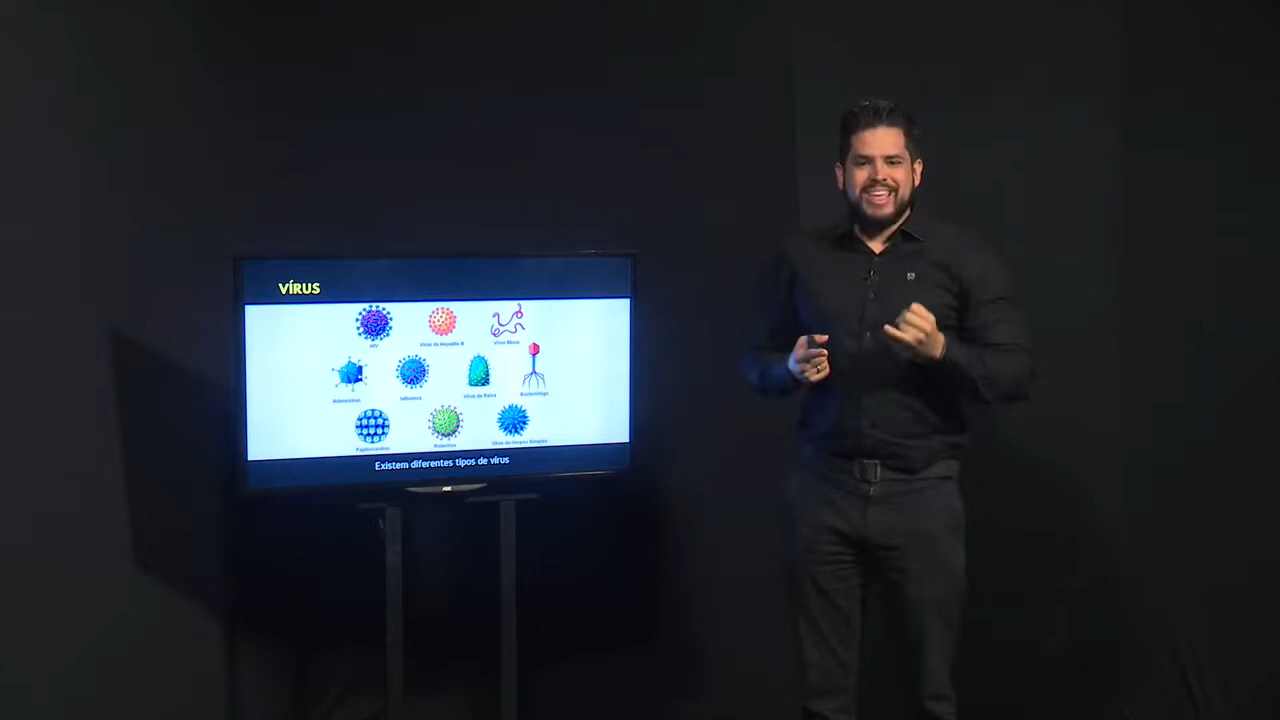 VÍRUS
HIV
Vírus da Hepatite B
Vírus Ebola
Adenovírus
Influenza
Vírus da Raiva
Bacteriófago
Papilomavírus
Rotavírus
Vírus do Herpes Simples
Existem diferentes tipos de vírus
AOC